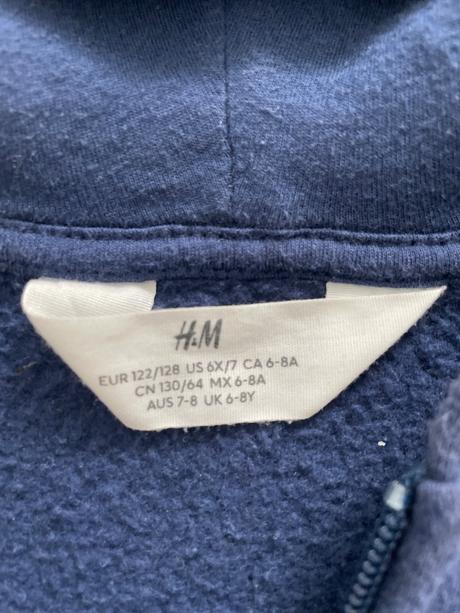 H&M
EUR 122/128 US 6X/7 CA 6-8A
CN 130/64 MX 6-8A
AUS 7-8 UK 6-8Y